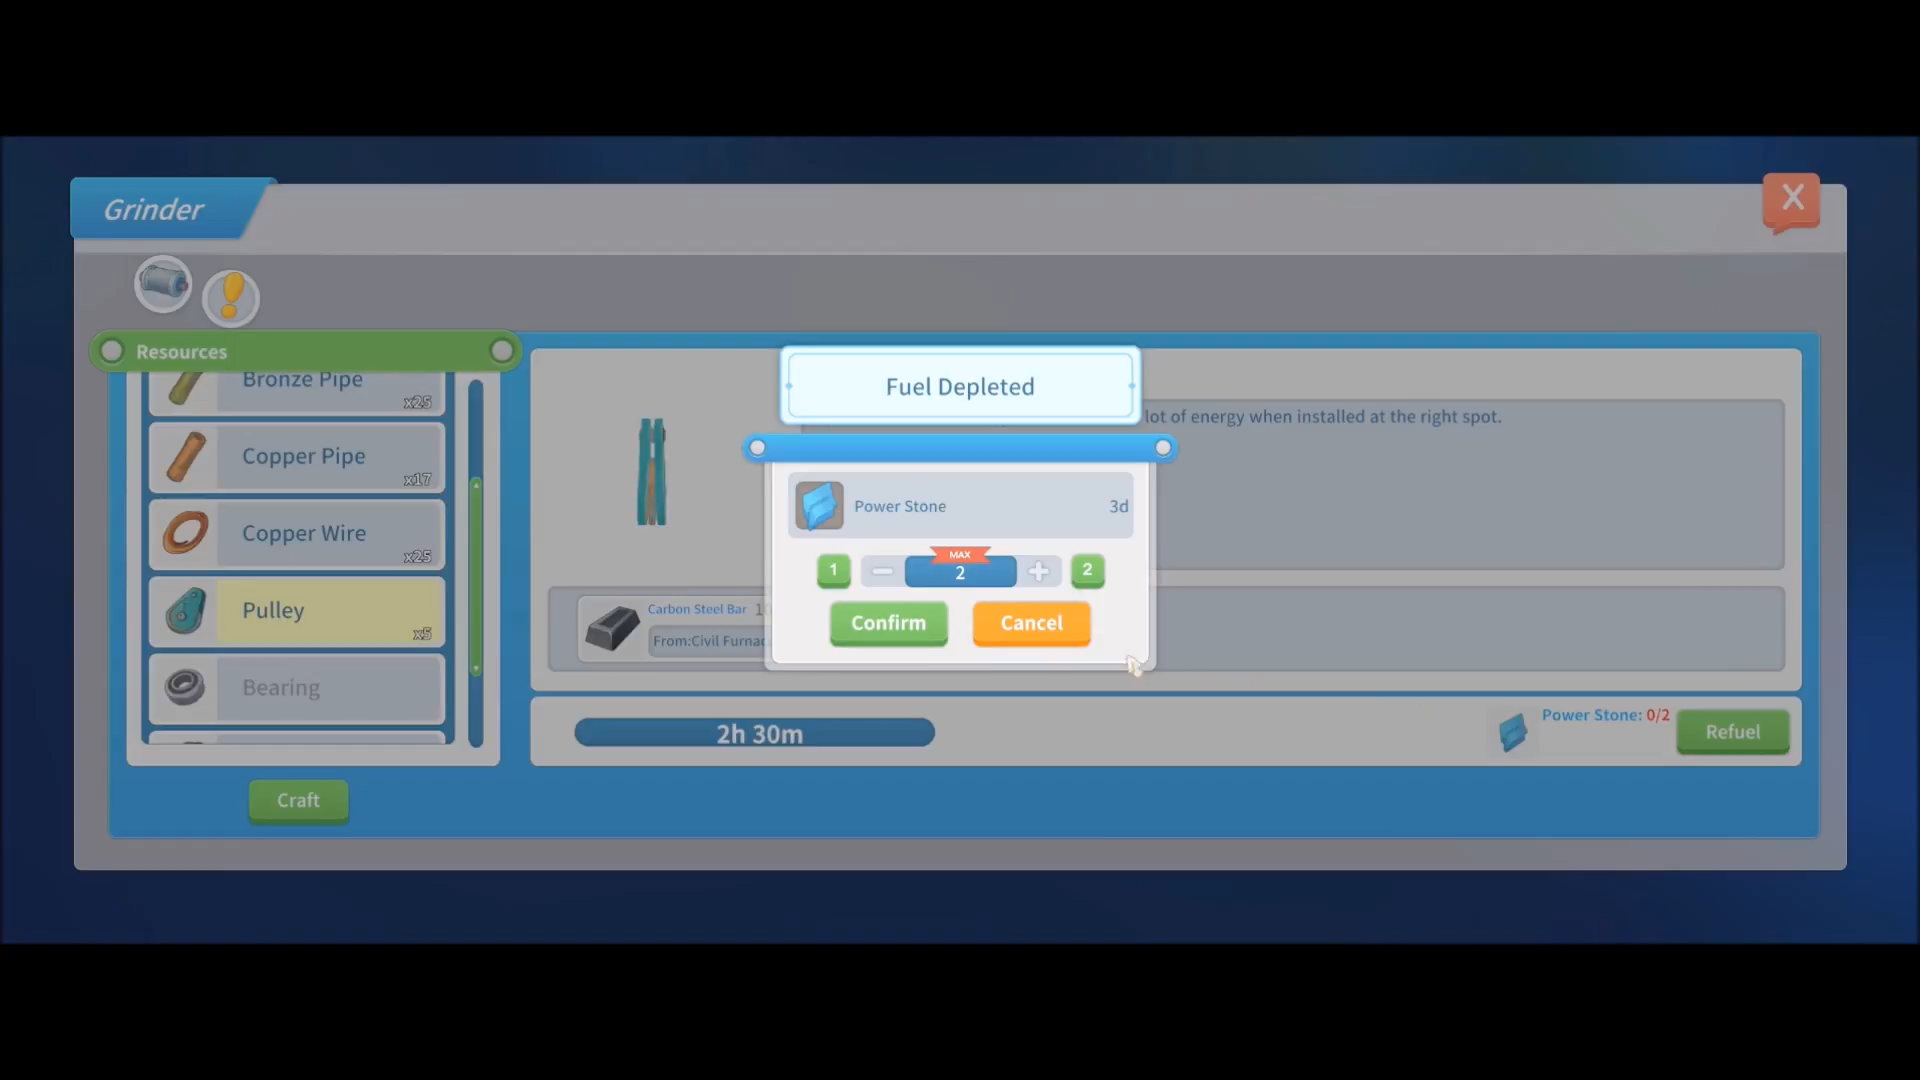 Grinder
X
Resources
Bronze Pipe
x25
Copper Pipe
x17
Copper Wire
x25
Pulley
x5
Bearing
Craft
Fuel Depleted
lot of energy when installed at the right spot.
Power Stone 3d
MAX
1 2 2
Confirm Cancel
Carbon Steel Bar
From:Civil
2h 30m
Power Stone: 0/2
Refuel